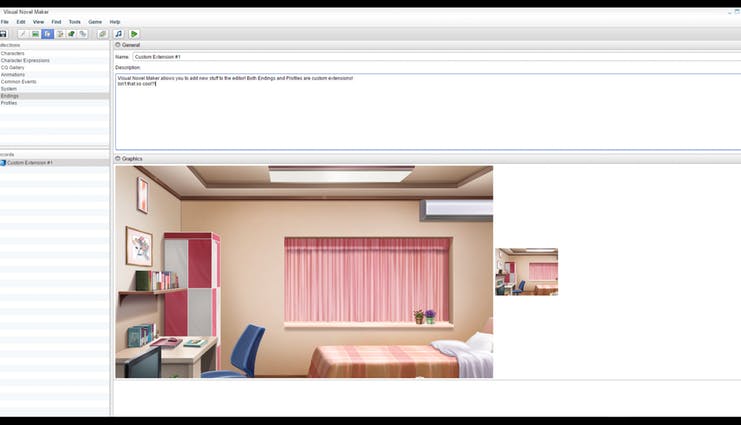 Visual Novel Maker
File Edit View Find Tools Game Help
General
Name: Custom Extension #1
Description:
Visual Novel Maker allows you to add new stuff to the editor! Both Endings and Profiles are custom extensions!
Isn't that so cool?!
llections
Characters
Character Expressions
CG Gallery
Animations
Common Events
System
Endings
Profiles
ecords
Custom Extension #1
Graphics